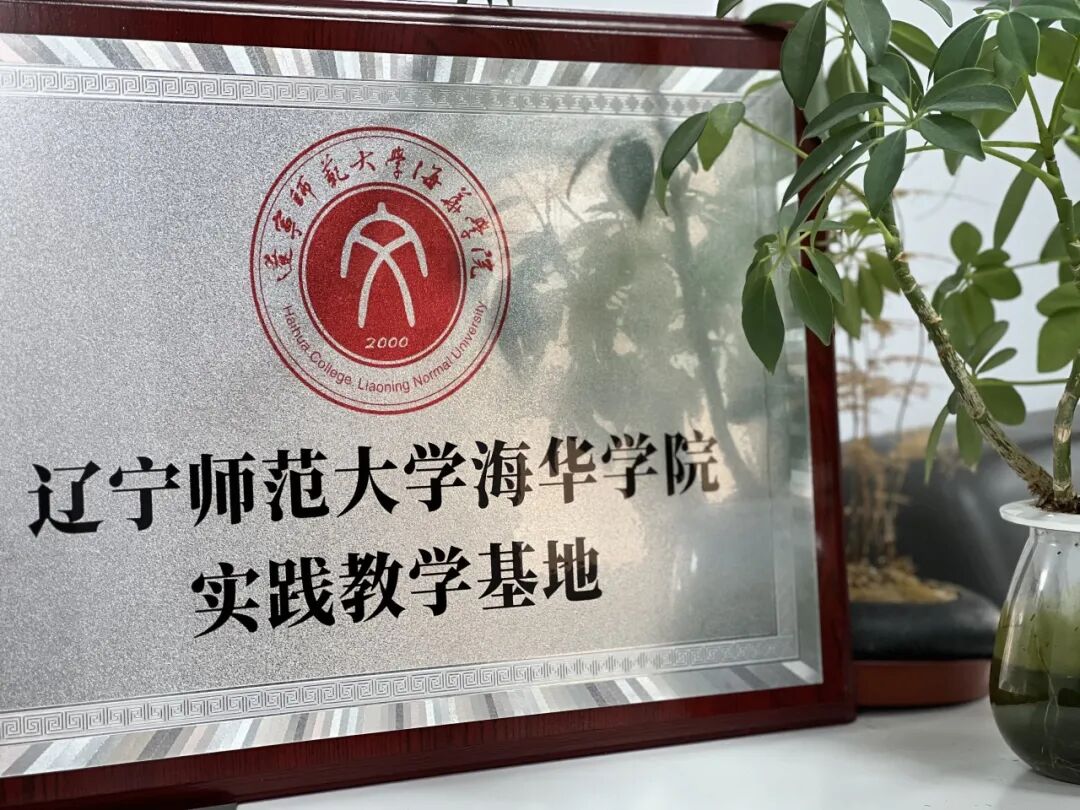 辽宁师范大學海华学院
2000
Haihua College Liaoning Normal University
辽宁师范大学海华学院
实践教学基地